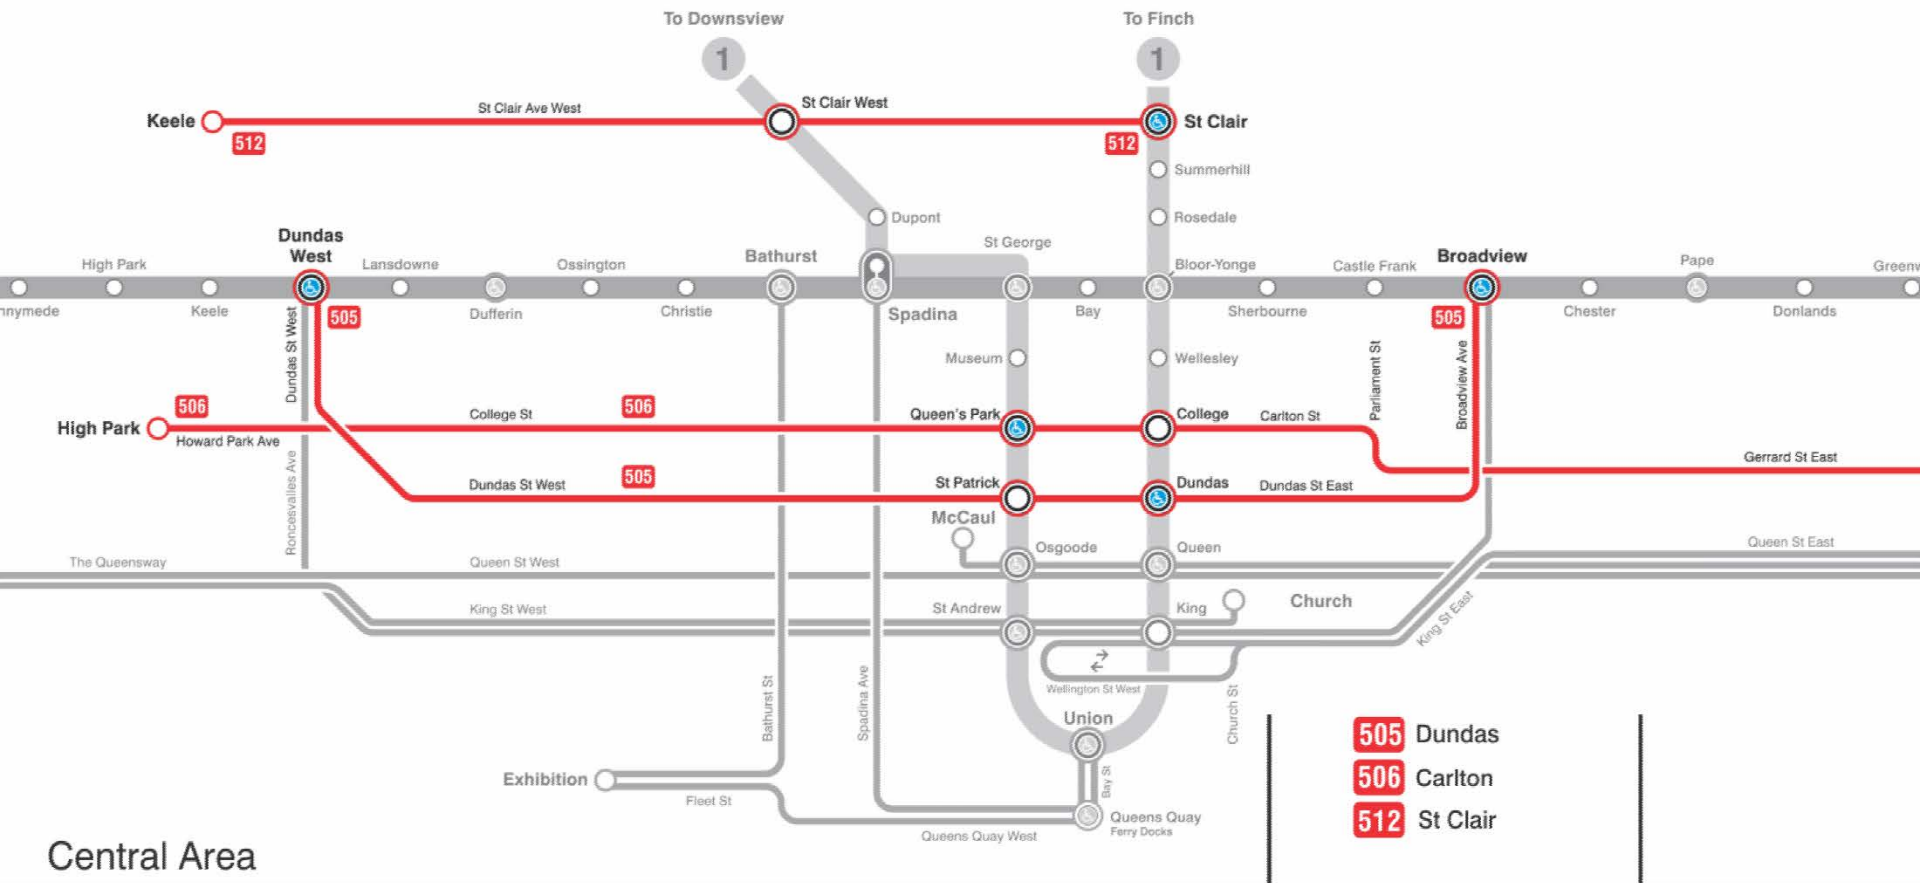 To Downsview
To Finch
1
1
Keele
512
St Clair Ave West
St Clair West
512
St Clair
Summerhill
Dupont
Rosedale
Dundas
West
Bathurst
St George
Bloor-Yonge
Castle Frank
Broadview
Pape
Greenw
High Park
Lansdowne
Ossington
nnymede
Keele
505
Dufferin
Christie
Spadina
Bay
Sherbourne
505
Chester
Donlands
Dundas St West
Museum
Wellesley
Parliament St
Broadview Ave
506
High Park
Howard Park Ave
College St
506
Queen's Park
College
Carlton St
Gerrard St East
Roncesvalles Ave
Dundas St West
505
St Patrick
Dundas
Dundas St East
McCaul
Osgoode
Queen
Queen St East
The Queensway
Queen St West
King St West
St Andrew
King
Church
King St East
Wellington St West
Bathurst St
Spadina Ave
Church St
Union
Bay St
Exhibition
Fleet St
Queens Quay
Ferry Docks
Queens Quay West
505 Dundas
506 Carlton
512 St Clair
Central Area